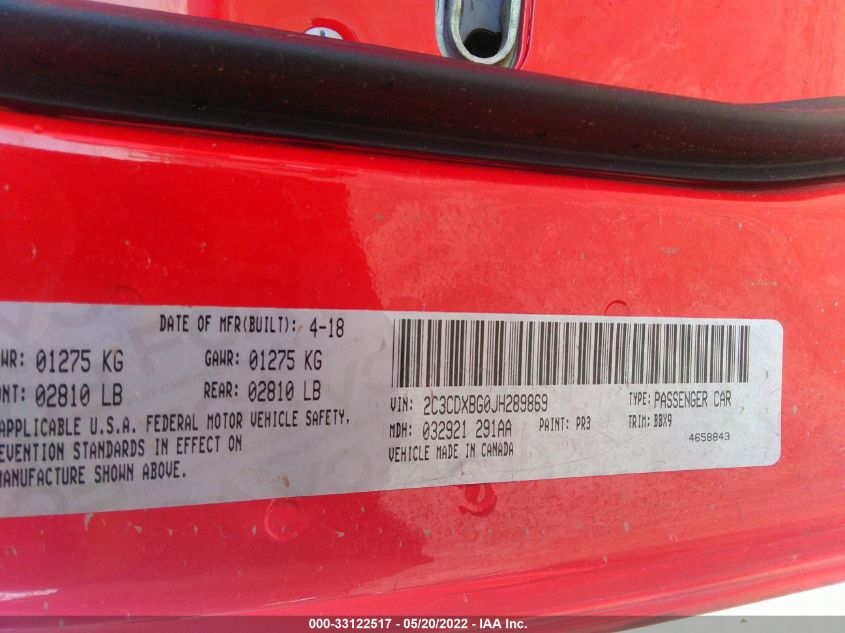 DATE OF MFR(BUILT): 4-18
WR: 01275 KG GAWR: 01275 KG
NT: 02810 LB REAR: 02810 LB
APPLICABLE U.S.A. FEDERAL MOTOR VEHICLE SAFETY,
EVENTION STANDARDS IN EFFECT ON
MANUFACTURE SHOWN ABOVE.
VIN: 2C3CDXBG0JH289869 TYPE: PASSENGER CAR
MDH: 032921 291AA PAINT: PR3 TRIM: BBX9
VEHICLE MADE IN CANADA 4658843
000-33122517 - 05/20/2022 - IAA Inc.